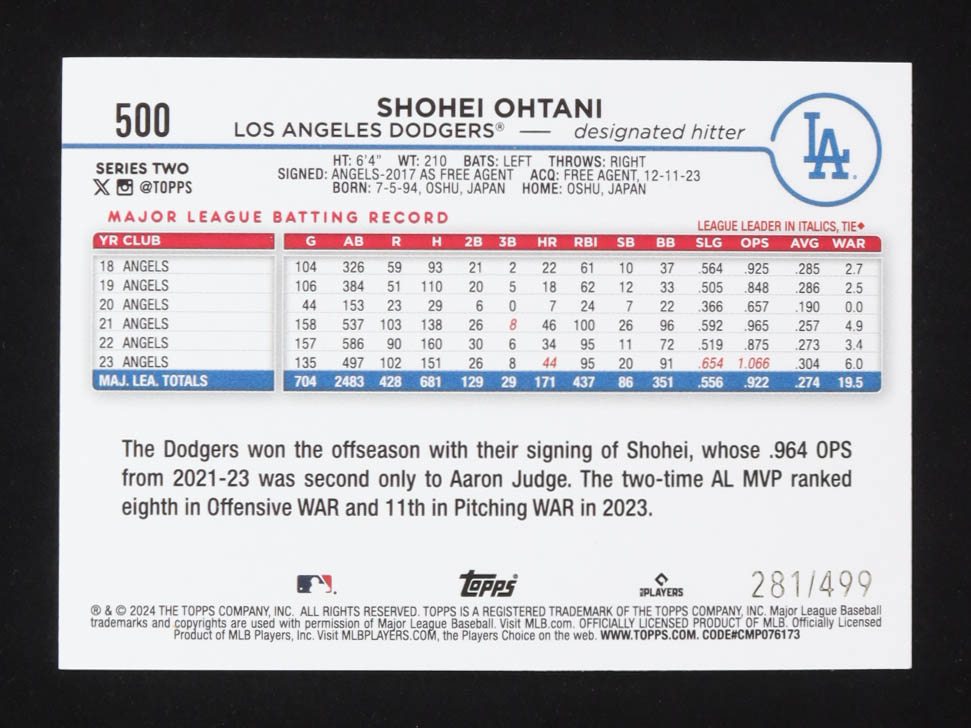 500
SHOHEI OHTANI
LOS ANGELES DODGERS® — designated hitter
LA
SERIES TWO
X @TOPPS
HT: 6'4" WT: 210 BATS: LEFT THROWS: RIGHT
SIGNED: ANGELS-2017 AS FREE AGENT ACQ: FREE AGENT, 12-11-23
BORN: 7-5-94, OSHU, JAPAN HOME: OSHU, JAPAN
MAJOR LEAGUE BATTING RECORD
LEAGUE LEADER IN ITALICS, TIE♦
YR CLUB G AB R H 2B 3B HR RBI SB BB SLG OPS AVG WAR
18 ANGELS 104 326 59 93 21 2 22 61 10 37 .564 .925 .285 2.7
19 ANGELS 106 384 51 110 20 5 18 62 12 33 .505 .848 .286 2.5
20 ANGELS 44 153 23 29 6 0 7 24 7 22 .366 .657 .190 0.0
21 ANGELS 158 537 103 138 26 8 46 100 26 96 .592 .965 .257 4.9
22 ANGELS 157 586 90 160 30 6 34 95 11 72 .519 .875 .273 3.4
23 ANGELS 135 497 102 151 26 8 44 95 20 91 .654 1.066 .304 6.0
MAJ. LEA. TOTALS 704 2483 428 681 129 29 171 437 86 351 .556 .922 .274 19.5
The Dodgers won the offseason with their signing of Shohei, whose .964 OPS
from 2021-23 was second only to Aaron Judge. The two-time AL MVP ranked
eighth in Offensive WAR and 11th in Pitching WAR in 2023.
topps®
PLAYERS
281/499
® & © 2024 THE TOPPS COMPANY, INC. ALL RIGHTS RESERVED. TOPPS IS A REGISTERED TRADEMARK OF THE TOPPS COMPANY, INC. Major League Baseball
trademarks and copyrights are used with permission of Major League Baseball. Visit MLB.com. OFFICIALLY LICENSED PRODUCT OF MLB. Officially Licensed
Product of MLB Players, Inc. Visit MLBPLAYERS.COM, the Players Choice on the web. WWW.TOPPS.COM. CODE#CMP076173